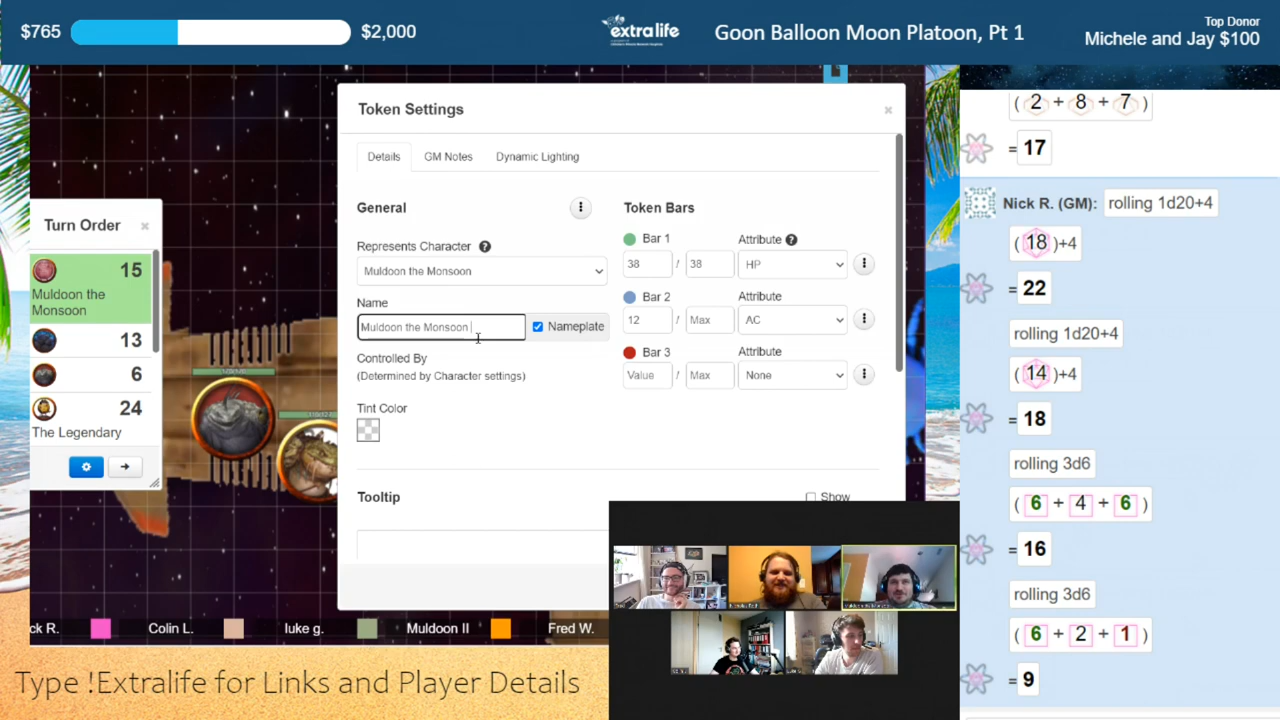 $765
$2,000
extralife
Goon Balloon Moon Platoon, Pt 1
Top Donor
Michele and Jay $100
Turn Order
15
Muldoon the
Monsoon
13
6
24
The Legendary
Token Settings
Details GM Notes Dynamic Lighting
General
Represents Character
Muldoon the Monsoon
Name
Muldoon the Monsoon
Nameplate
Controlled By
(Determined by Character settings)
Tint Color
Tooltip
Show
Token Bars
Bar 1 Attribute
38 / 38 HP
Bar 2 Attribute
12 / Max AC
Bar 3 Attribute
Value / Max None
(2 + 8 + 7)
= 17
Nick R. (GM): rolling 1d20+4
(18)+4
= 22
rolling 1d20+4
(14)+4
= 18
rolling 3d6
(6 + 4 + 6)
= 16
rolling 3d6
(6 + 2 + 1)
= 9
ck R. Colin L. luke g. Muldoon II Fred W.
Type !Extralife for Links and Player Details